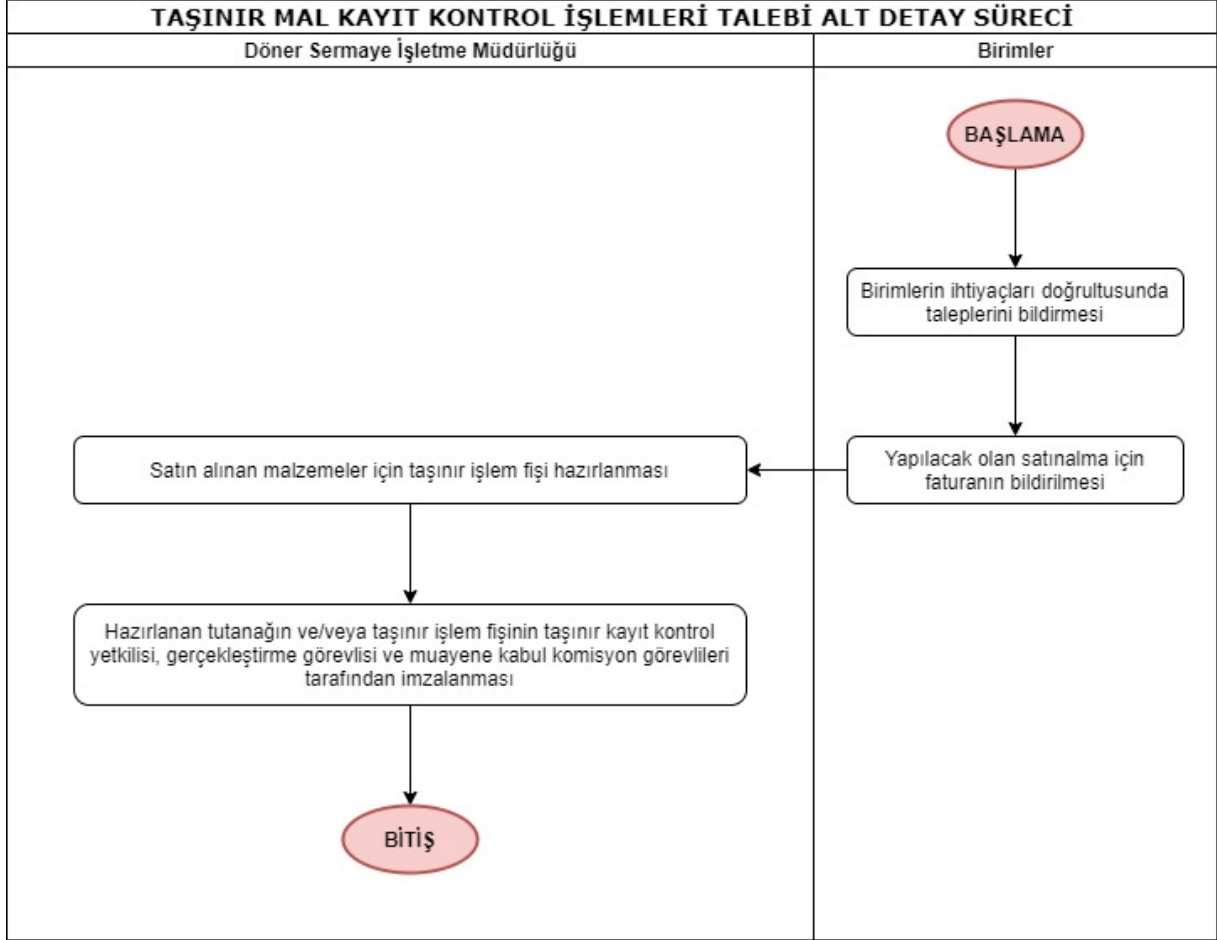 TAŞINIR MAL KAYIT KONTROL İŞLEMLERİ TALEBİ ALT DETAY SÜRECİ
Döner Sermaye İşletme Müdürlüğü
Birimler
BAŞLAMA
Birimlerin ihtiyaçları doğrultusunda
taleplerini bildirmesi
Yapılacak olan satınalma için
faturanın bildirilmesi
Satın alınan malzemeler için taşınır işlem fişi hazırlanması
Hazırlanan tutanağın ve/veya taşınır işlem fişinin taşınır kayıt kontrol
yetkilisi, gerçekleştirme görevlisi ve muayene kabul komisyon görevlileri
tarafından imzalanması
BİTİŞ